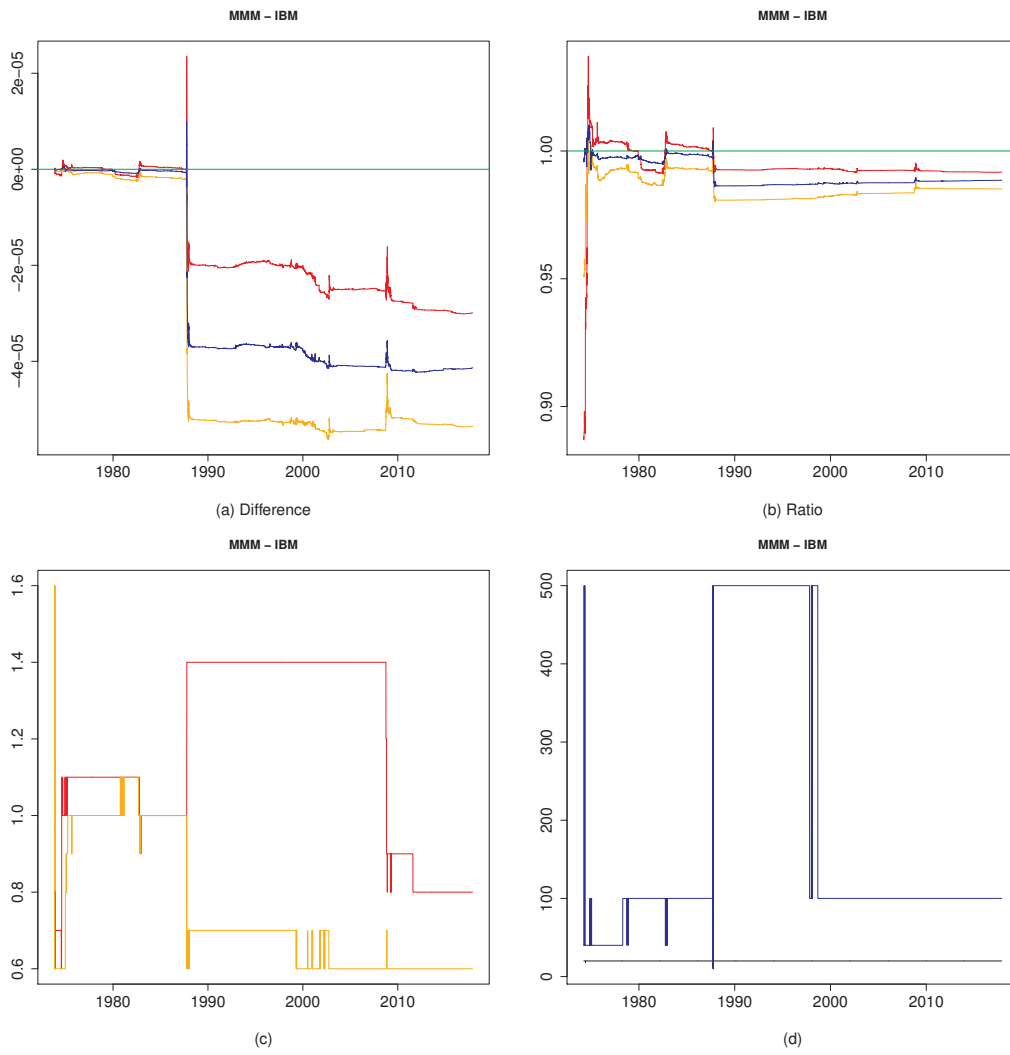 MMM – IBM
2e−05
0e+00
−2e−05
−4e−05
1980 1990 2000 2010
(a) Difference
MMM – IBM
1.00
0.95
0.90
1980 1990 2000 2010
(b) Ratio
MMM – IBM
1.6
1.4
1.2
1.0
0.8
0.6
1980 1990 2000 2010
(c)
MMM – IBM
500
400
300
200
100
0
1980 1990 2000 2010
(d)